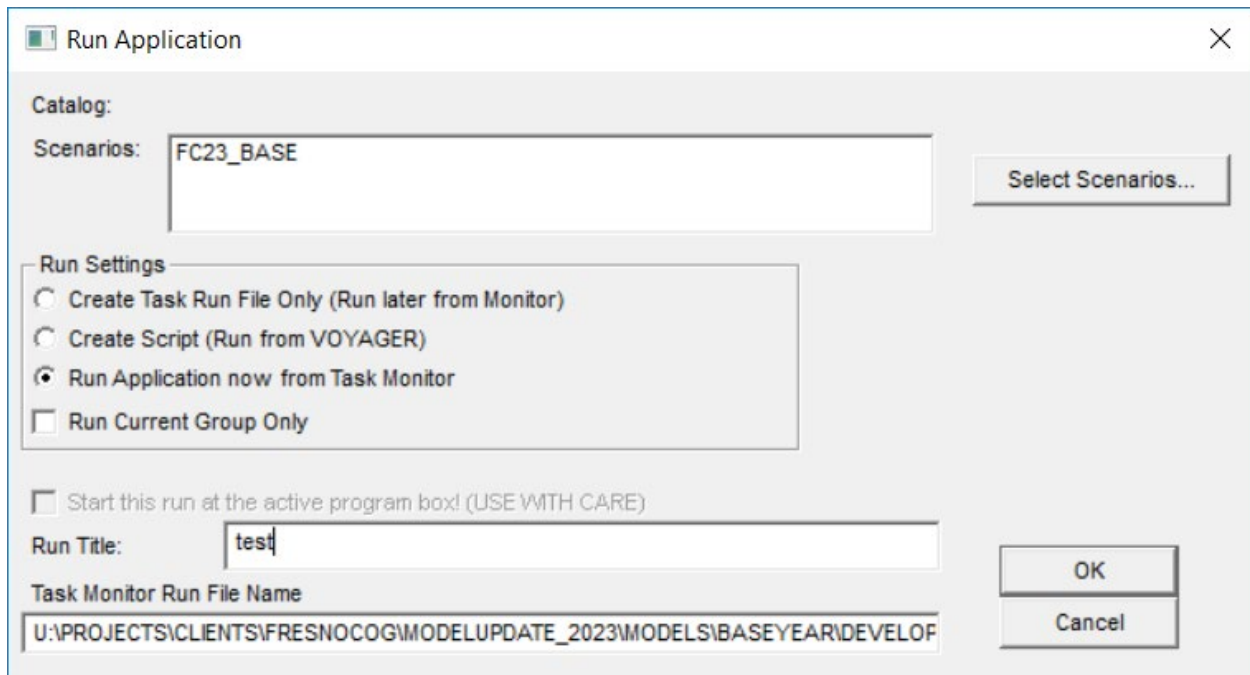 Run Application
Catalog:
Scenarios:
FC23_BASE
Select Scenarios...
Run Settings
Create Task Run File Only (Run later from Monitor)
Create Script (Run from VOYAGER)
Run Application now from Task Monitor
Run Current Group Only
Start this run at the active program box! (USE WITH CARE)
Run Title:
test
OK
Task Monitor Run File Name
U:\PROJECTS\CLIENTS\FRESNOCOG\MODELUPDATE_2023\MODELS\BASEYEAR\DEVELOP
Cancel